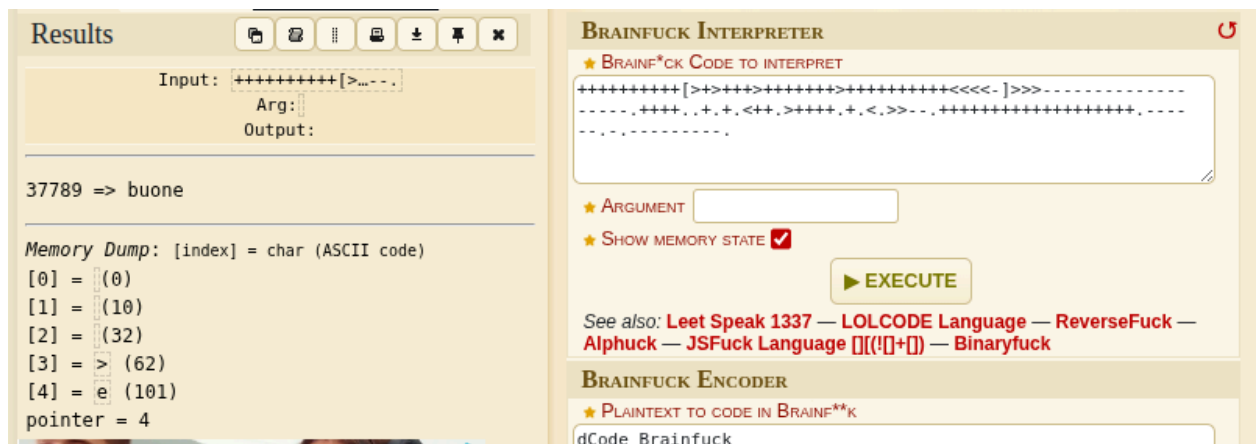 Results
Input: ++++++++++[>…--.
Arg:
Output:
37789 => buone
Memory Dump: [index] = char (ASCII code)
[0] = (0)
[1] = (10)
[2] = (32)
[3] = > (62)
[4] = e (101)
pointer = 4
BRAINFUCK INTERPRETER
BRAINF*CK CODE TO INTERPRET
++++++++++[>+>+++>+++++++>++++++++++<<<<-]>>>--------------
-----.++++..+.+.<++.>++++.+.<.>>--.+++++++++++++++++++.----
--.-.---------.
ARGUMENT
SHOW MEMORY STATE
▶ EXECUTE
See also: Leet Speak 1337 — LOLCODE Language — ReverseFuck —
Alphuck — JSFuck Language [][(![]+[]) — Binaryfuck
BRAINFUCK ENCODER
PLAINTEXT TO CODE IN BRAINF**K
dCode Brainfuck